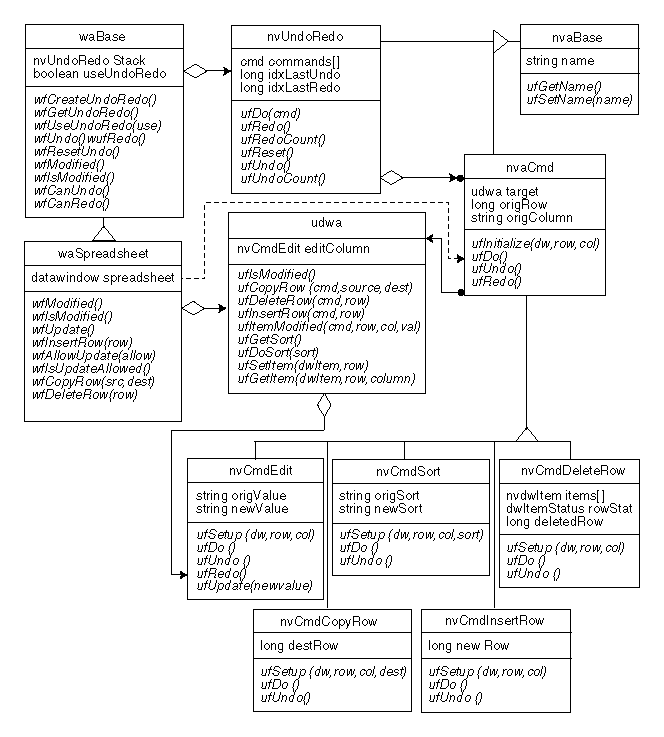 waBase
nvUndoRedo Stack
boolean useUndoRedo
wfCreateUndoRedo()
wfGetUndoRedo()
wfUseUndoRedo(use)
wfUndo()wufRedo()
wfResetUndo()
wfModified()
wfIsModified()
wfCanUndo()
wfCanRedo()
nvUndoRedo
cmd commands[]
long idxLastUndo
long idxLastRedo
ufDo(cmd)
ufRedo()
ufRedoCount()
ufReset()
ufUndo()
ufUndoCount()
nvaBase
string name
ufGetName()
ufSetName(name)
nvaCmd
udwa target
long origRow
string origColumn
ufInitialize(dw,row,col)
ufDo()
ufUndo()
ufRedo()
waSpreadsheet
datawindow spreadsheet
wfModified()
wfIsModified()
wfUpdate()
wfInsertRow(row)
wfAllowUpdate(allow)
wfIsUpdateAllowed()
wfCopyRow(src,dest)
wfDeleteRow(row)
udwa
nvCmdEdit editColumn
ufIsModified()
ufCopyRow (cmd,source,dest)
ufDeleteRow(cmd,row)
ufInsertRow(cmd,row)
ufItemModified(cmd,row,col,val)
ufGetSort()
ufDoSort(sort)
ufSetItem(dwItem,row)
ufGetItem(dwItem,row,column)
nvCmdEdit
string origValue
string newValue
ufSetup (dw,row,col)
ufDo ()
ufUndo ()
ufRedo()
ufUpdate(newvalue)
nvCmdSort
string origSort
string newSort
ufSetup (dw,row,col,sort)
ufDo ()
ufUndo ()
nvCmdDeleteRow
nvdwItem items[]
dwItemStatus rowStat
long deletedRow
ufSetup (dw,row,col)
ufDo ()
ufUndo ()
nvCmdCopyRow
long destRow
ufSetup (dw,row,col,dest)
ufDo ()
ufUndo()
nvCmdInsertRow
long new Row
ufSetup (dw,row,col)
ufDo ()
ufUndo ()